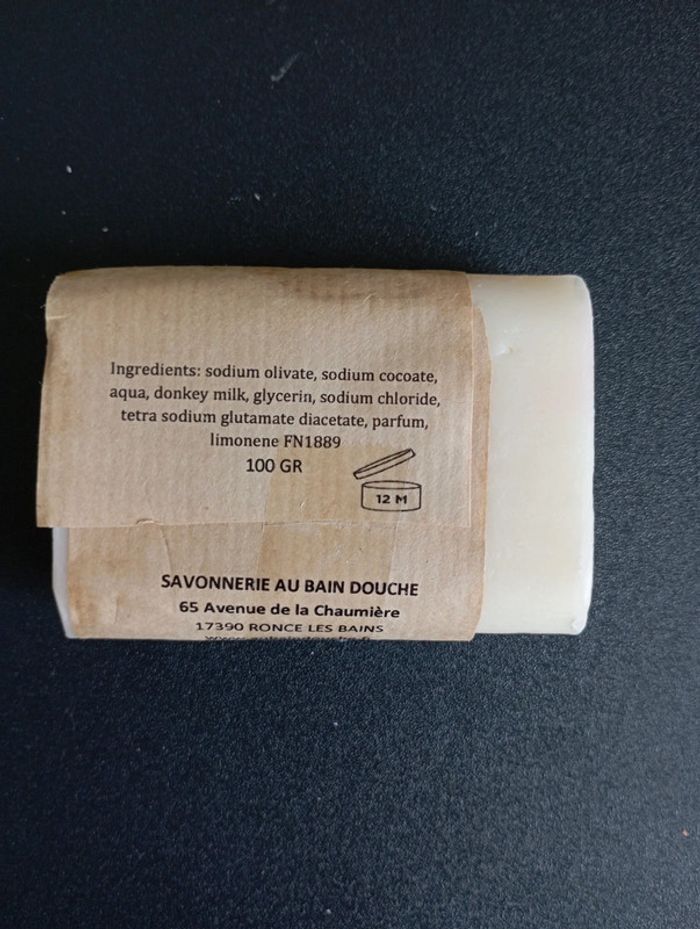 Ingredients: sodium olivate, sodium cocoate,
aqua, donkey milk, glycerin, sodium chloride,
tetra sodium glutamate diacetate, parfum,
limonene FN1889
100 GR
12 M
SAVONNERIE AU BAIN DOUCHE
65 Avenue de la Chaumière
17390 RONCE LES BAINS